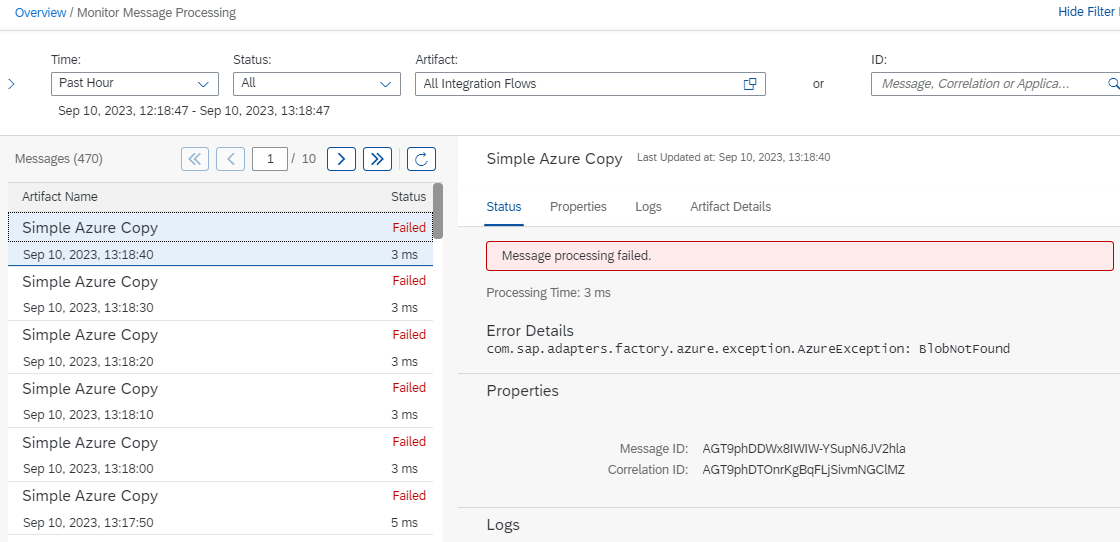 Overview / Monitor Message Processing
Hide Filter
Time:
Status:
Artifact:
ID:
Past Hour
All
All Integration Flows
or
Message, Correlation or Applica...
Sep 10, 2023, 12:18:47 - Sep 10, 2023, 13:18:47
Messages (470)
1 / 10
Artifact Name
Status
Simple Azure Copy
Failed
Sep 10, 2023, 13:18:40
3 ms
Simple Azure Copy
Failed
Sep 10, 2023, 13:18:30
3 ms
Simple Azure Copy
Failed
Sep 10, 2023, 13:18:20
3 ms
Simple Azure Copy
Failed
Sep 10, 2023, 13:18:10
3 ms
Simple Azure Copy
Failed
Sep 10, 2023, 13:18:00
3 ms
Simple Azure Copy
Failed
Sep 10, 2023, 13:17:50
5 ms
Simple Azure Copy
Last Updated at: Sep 10, 2023, 13:18:40
Status
Properties
Logs
Artifact Details
Message processing failed.
Processing Time: 3 ms
Error Details
com.sap.adapters.factory.azure.exception.AzureException: BlobNotFound
Properties
Message ID: AGT9phDDWx8IWIW-YSupN6JV2hla
Correlation ID: AGT9phDTOnrKgBqFLjSivmNGClMZ
Logs